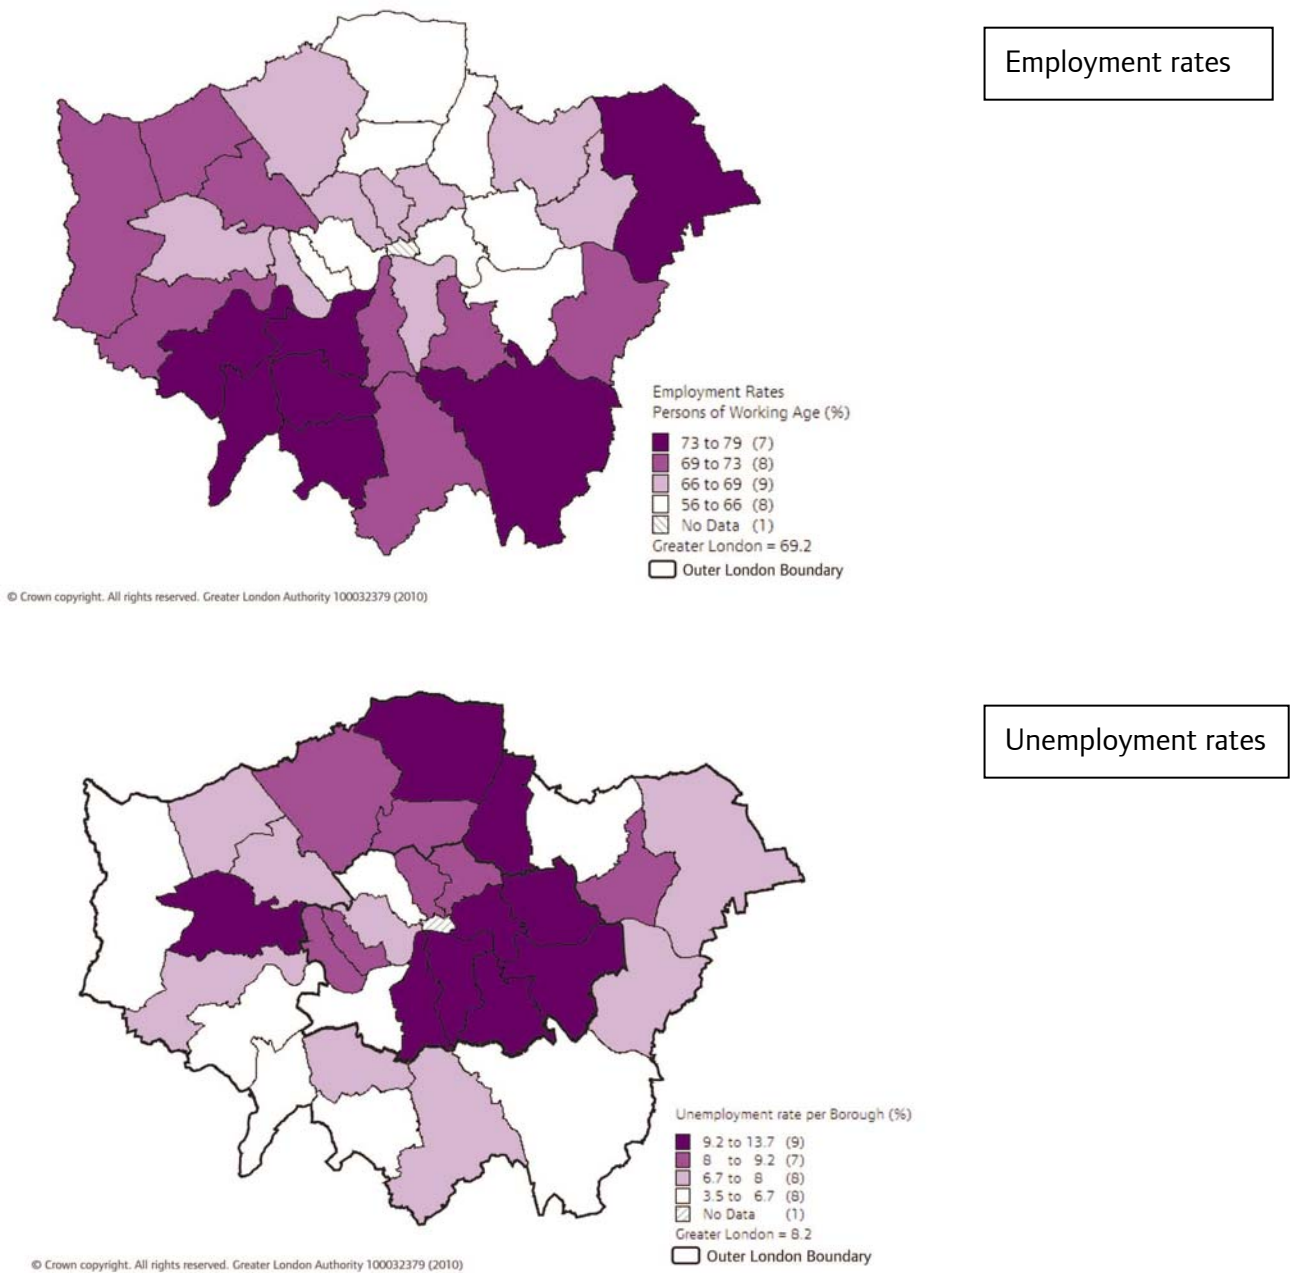 Employment rates
Employment Rates
Persons of Working Age (%)
73 to 79 (7)
69 to 73 (8)
66 to 69 (9)
56 to 66 (8)
No Data (1)
Greater London = 69.2
Outer London Boundary
© Crown copyright. All rights reserved. Greater London Authority 100032379 (2010)
Unemployment rates
Unemployment rate per Borough (%)
9.2 to 13.7 (9)
8 to 9.2 (7)
6.7 to 8 (8)
3.5 to 6.7 (8)
No Data (1)
Greater London = 8.2
Outer London Boundary
© Crown copyright. All rights reserved. Greater London Authority 100032379 (2010)